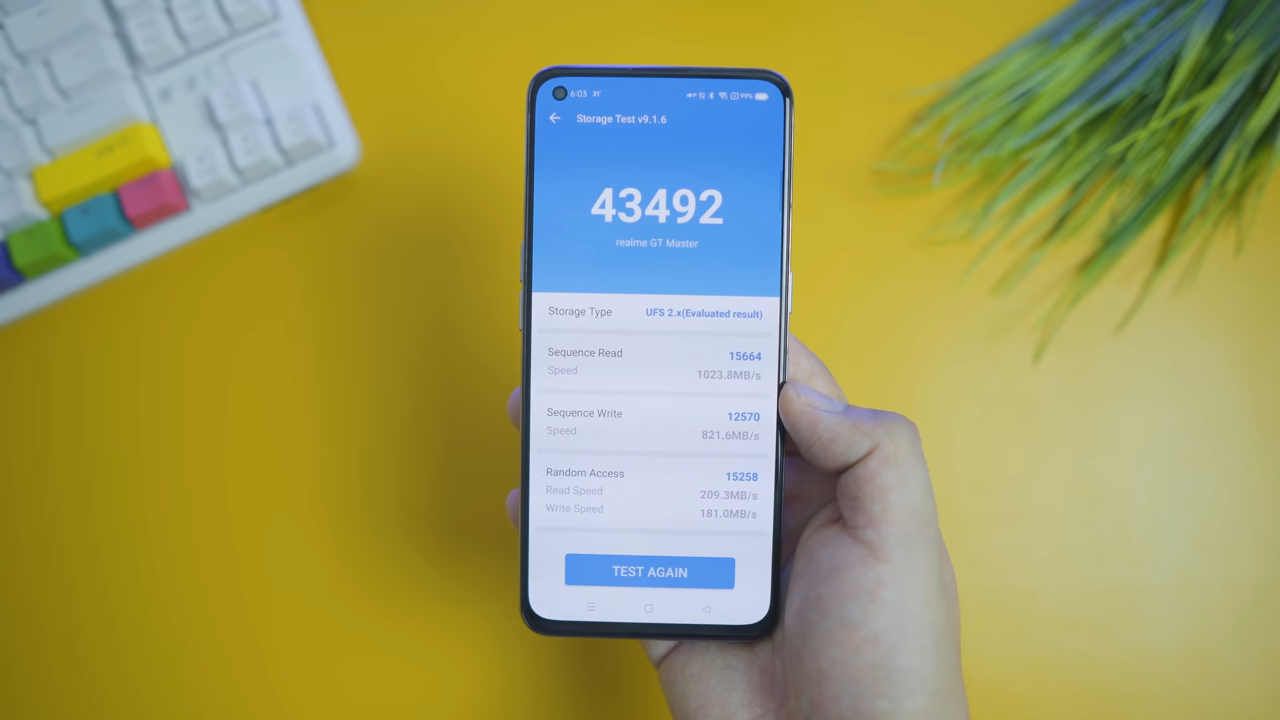 6:03
99%
Storage Test v9.1.6
43492
realme GT Master
Storage Type UFS 2.x(Evaluated result)
Sequence Read 15664
Speed 1023.8MB/s
Sequence Write 12570
Speed 821.6MB/s
Random Access 15258
Read Speed 209.3MB/s
Write Speed 181.0MB/s
TEST AGAIN